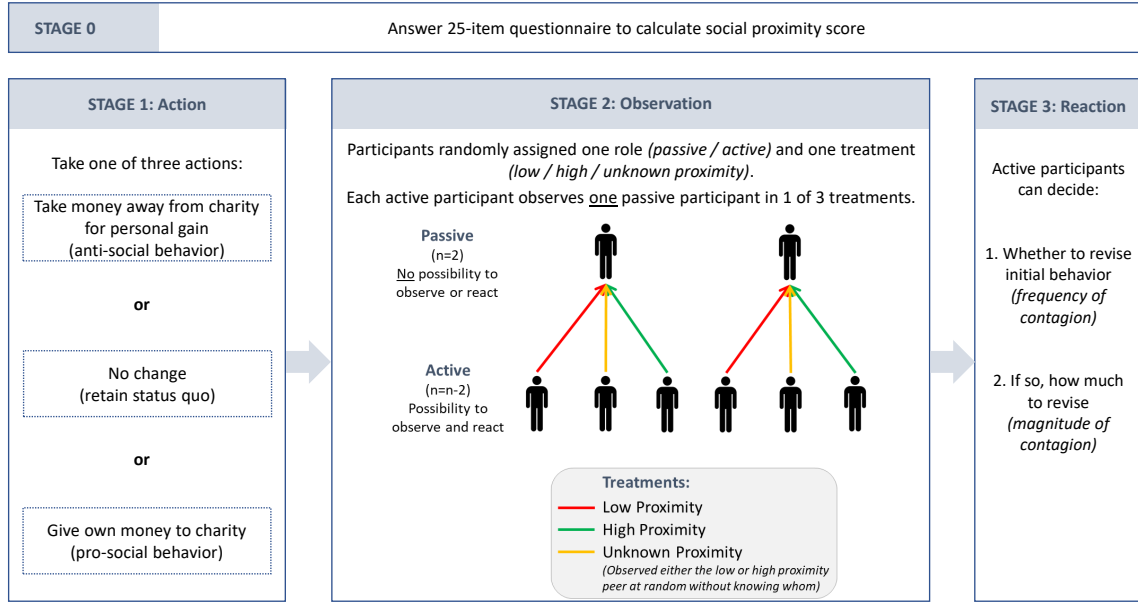 STAGE 0
Answer 25-item questionnaire to calculate social proximity score
STAGE 1: Action
Take one of three actions:
Take money away from charity
for personal gain
(anti-social behavior)
or
No change
(retain status quo)
or
Give own money to charity
(pro-social behavior)
STAGE 2: Observation
Participants randomly assigned one role (passive / active) and one treatment
(low / high / unknown proximity).
Each active participant observes one passive participant in 1 of 3 treatments.
Passive
(n=2)
No possibility to
observe or react
Active
(n=n-2)
Possibility to
observe and react
Treatments:
Low Proximity
High Proximity
Unknown Proximity
(Observed either the low or high proximity
peer at random without knowing whom)
STAGE 3: Reaction
Active participants
can decide:
1. Whether to revise
initial behavior
(frequency of
contagion)
2. If so, how much
to revise
(magnitude of
contagion)